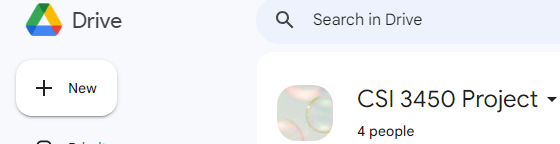 Drive
Search in Drive
New
CSI 3450 Project
4 people